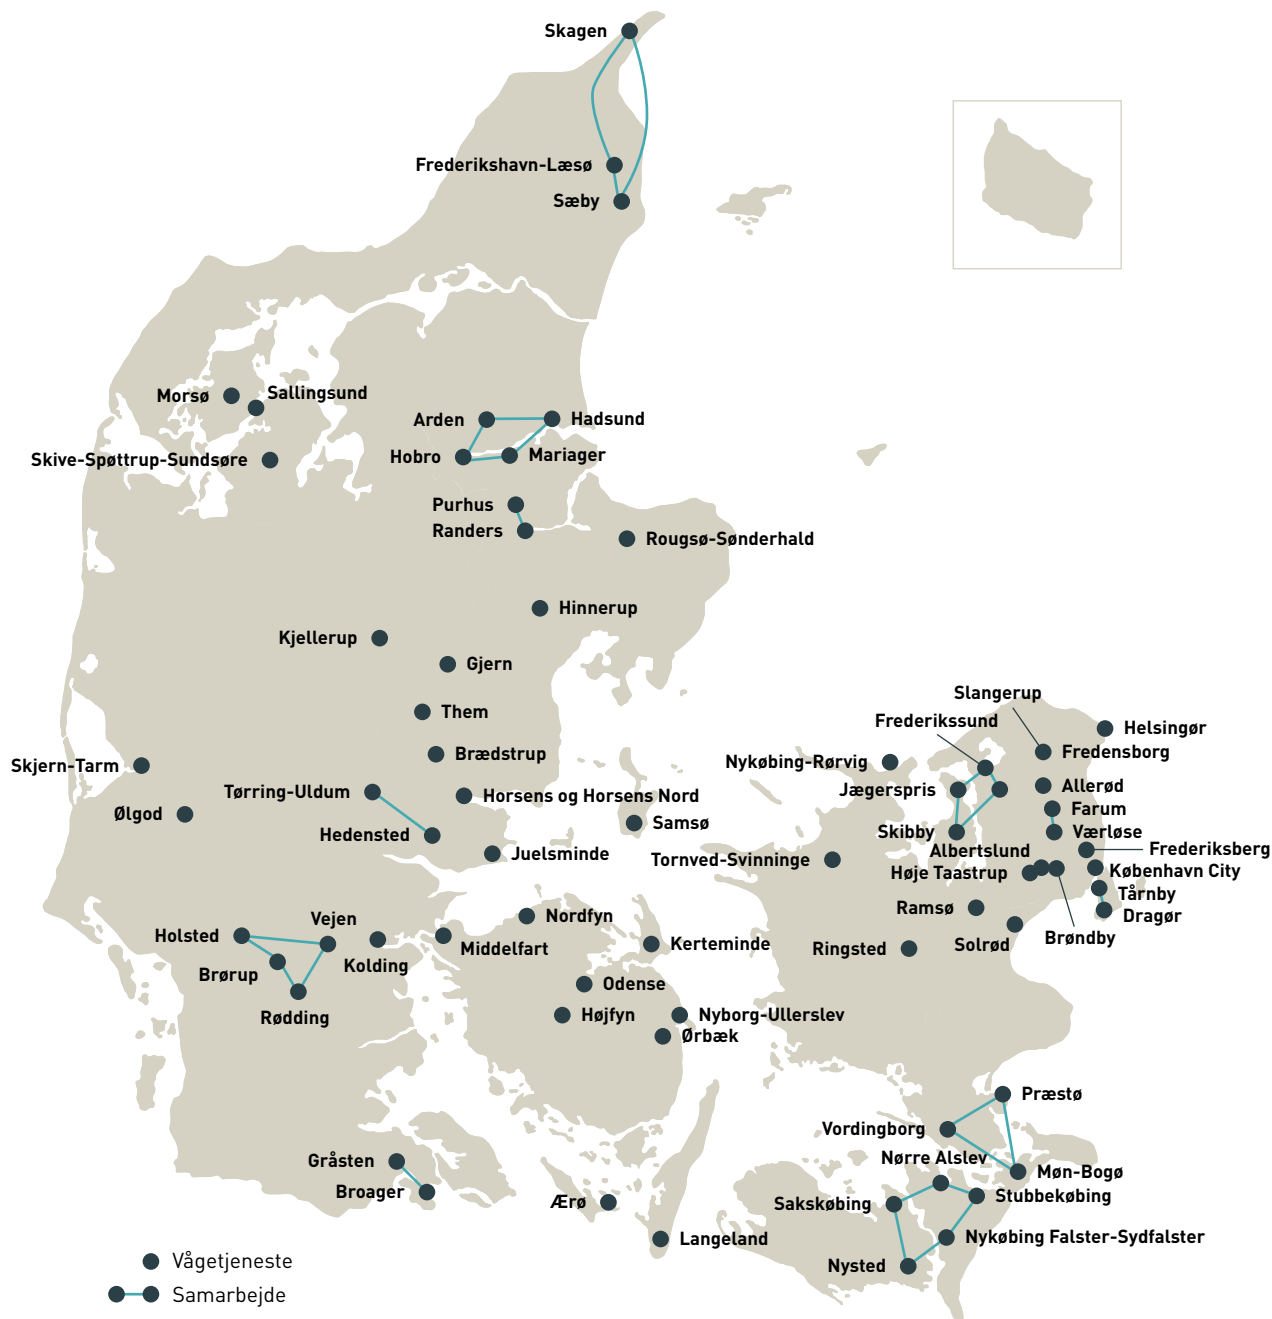 Skagen
Frederikshavn-Læsø
Sæby
Morsø
Sallingsund
Skive-Spøttrup-Sundsøre
Arden
Hadsund
Hobro
Mariager
Purhus
Randers
Rougsø-Sønderhald
Hinnerup
Kjellerup
Gjern
Them
Brædstrup
Skjern-Tarm
Ølgod
Tørring-Uldum
Horsens og Horsens Nord
Hedensted
Juelsminde
Samsø
Slangerup
Frederikssund
Helsingør
Nykøbing-Rørvig
Fredensborg
Jægerspris
Allerød
Farum
Skibby
Værløse
Albertslund
Frederiksberg
Tornved-Svinninge
Høje Taastrup
København City
Tårnby
Ramsø
Dragør
Solrød
Brøndby
Ringsted
Nordfyn
Vejen
Holsted
Middelfart
Kerteminde
Kolding
Brørup
Odense
Rødding
Højfyn
Nyborg-Ullerslev
Ørbæk
Præstø
Vordingborg
Nørre Alslev
Møn-Bogø
Gråsten
Broager
Stubbekøbing
Ærø
Sakskøbing
Langeland
Nykøbing Falster-Sydfalster
Nysted
Vågetjeneste
Samarbejde